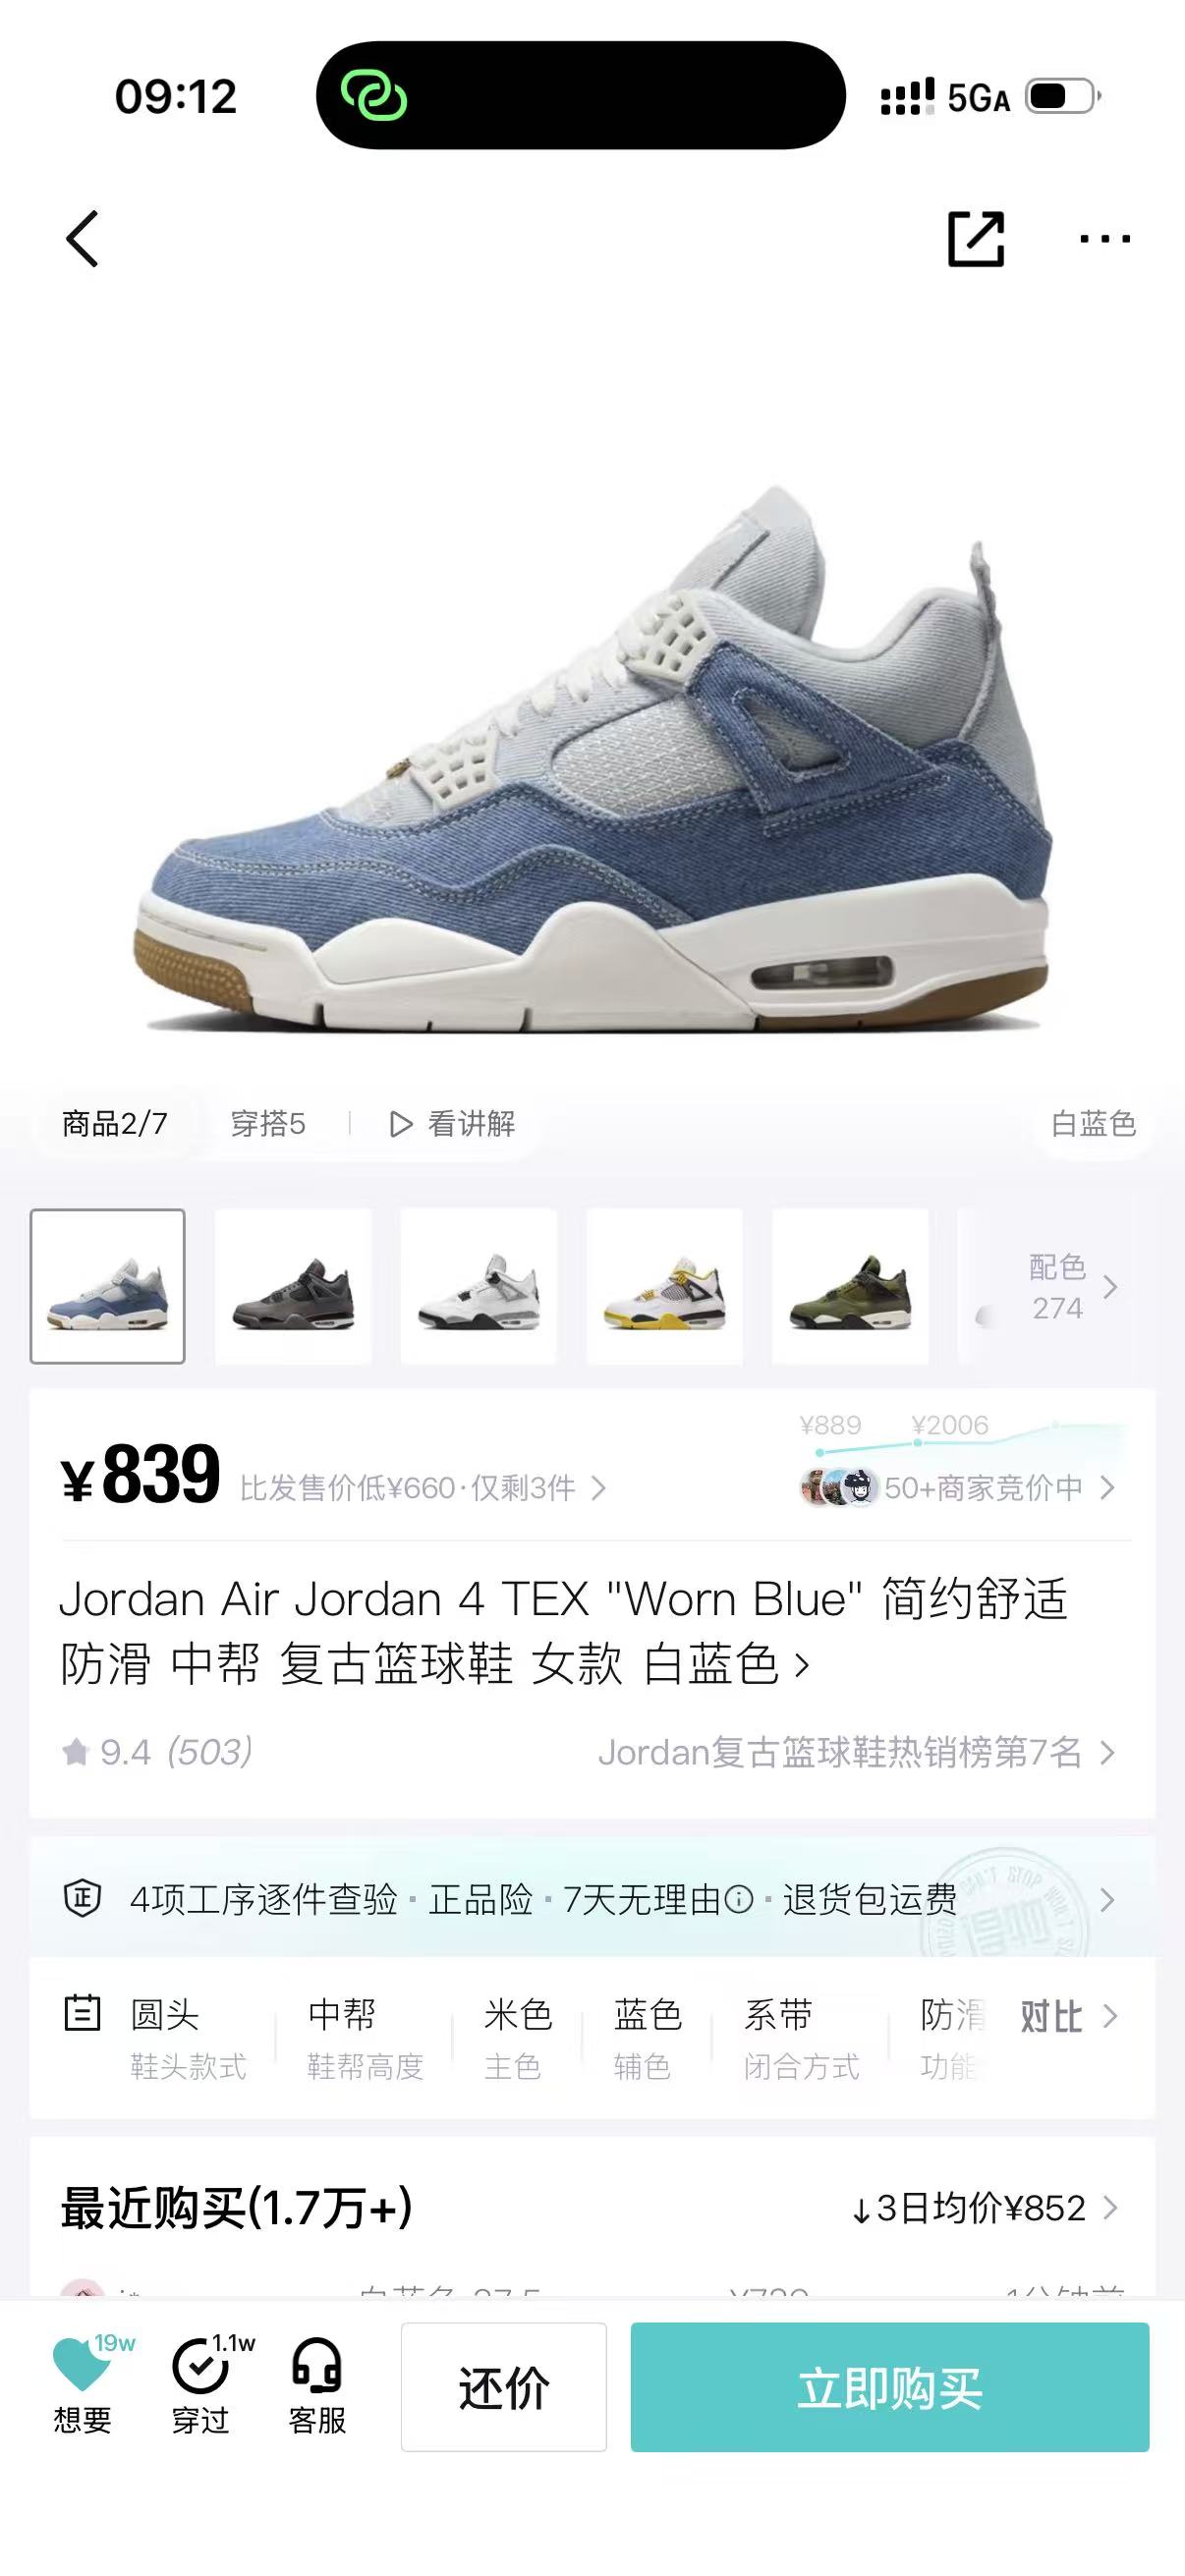 09:12
5GA
商品2/7 穿搭5 看讲解 白蓝色
配色
274
¥889 ¥2006
¥839 比发售价低¥660·仅剩3件
50+商家竞价中
Jordan Air Jordan 4 TEX "Worn Blue" 简约舒适
防滑 中帮 复古篮球鞋 女款 白蓝色
9.4 (503) Jordan复古篮球鞋热销榜第7名
正 4项工序逐件查验 · 正品险 · 7天无理由 · 退货包运费
得物
圆头 中帮 米色 蓝色 系带 防滑 对比
鞋头款式 鞋帮高度 主色 辅色 闭合方式 功能
最近购买(1.7万+) ↓3日均价¥852
19w 1.1w
想要 穿过 客服 还价 立即购买